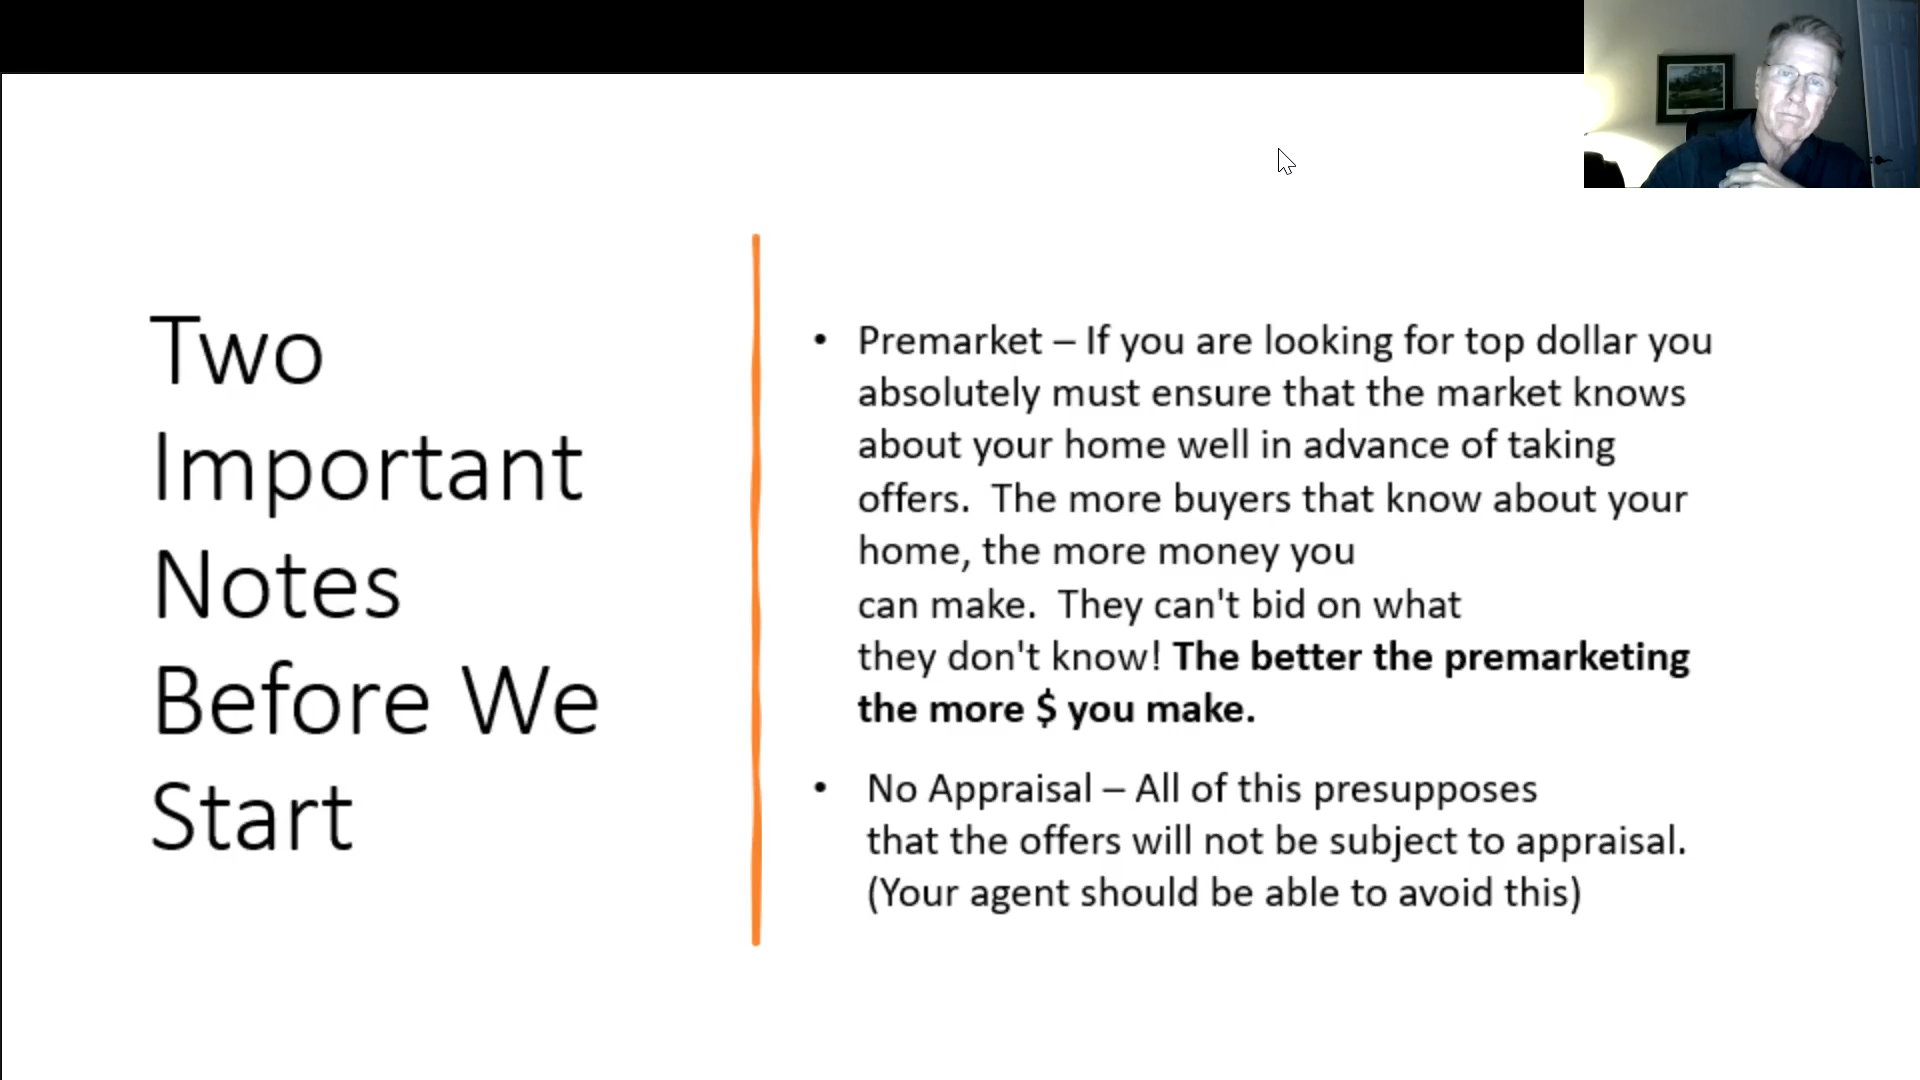 Two
Important
Notes
Before We
Start
• Premarket – If you are looking for top dollar you
absolutely must ensure that the market knows
about your home well in advance of taking
offers.  The more buyers that know about your
home, the more money you
can make.  They can't bid on what
they don't know! The better the premarketing
the more $ you make.
• No Appraisal – All of this presupposes
that the offers will not be subject to appraisal.
(Your agent should be able to avoid this)